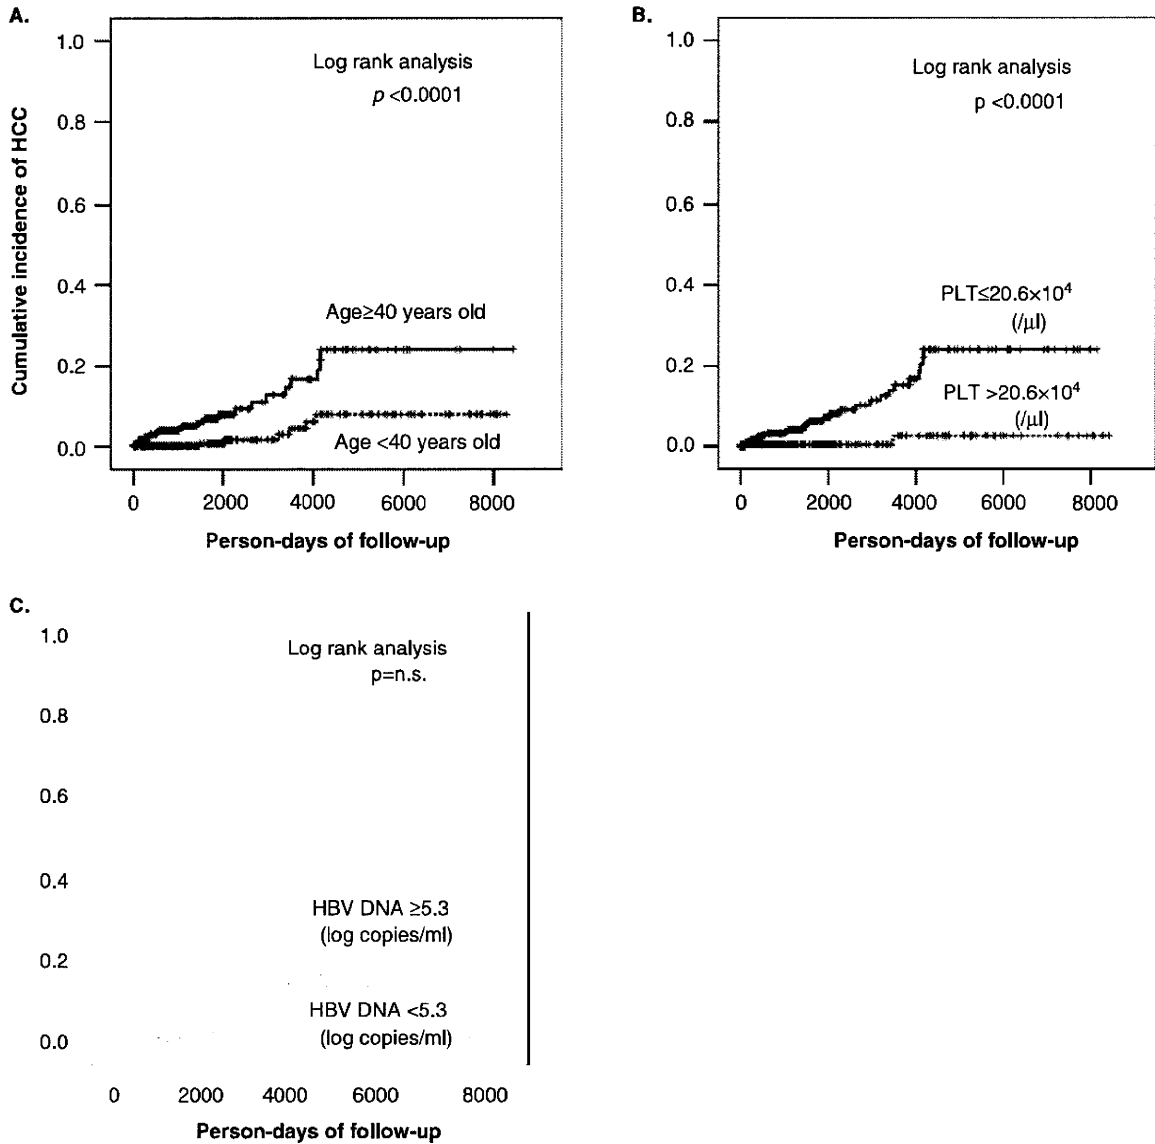 A.
Cumulative incidence of HCC
1.0
0.8
0.6
0.4
0.2
0.0
Log rank analysis
p <0.0001
Age≥40 years old
Age <40 years old
0 2000 4000 6000 8000
Person-days of follow-up
B.
1.0
0.8
0.6
0.4
0.2
0.0
Log rank analysis
p <0.0001
PLT≤20.6×10⁴
(/μl)
PLT >20.6×10⁴
(/μl)
0 2000 4000 6000 8000
Person-days of follow-up
C.
1.0
0.8
0.6
0.4
0.2
0.0
Log rank analysis
p=n.s.
HBV DNA ≥5.3
(log copies/ml)
HBV DNA <5.3
(log copies/ml)
0 2000 4000 6000 8000
Person-days of follow-up